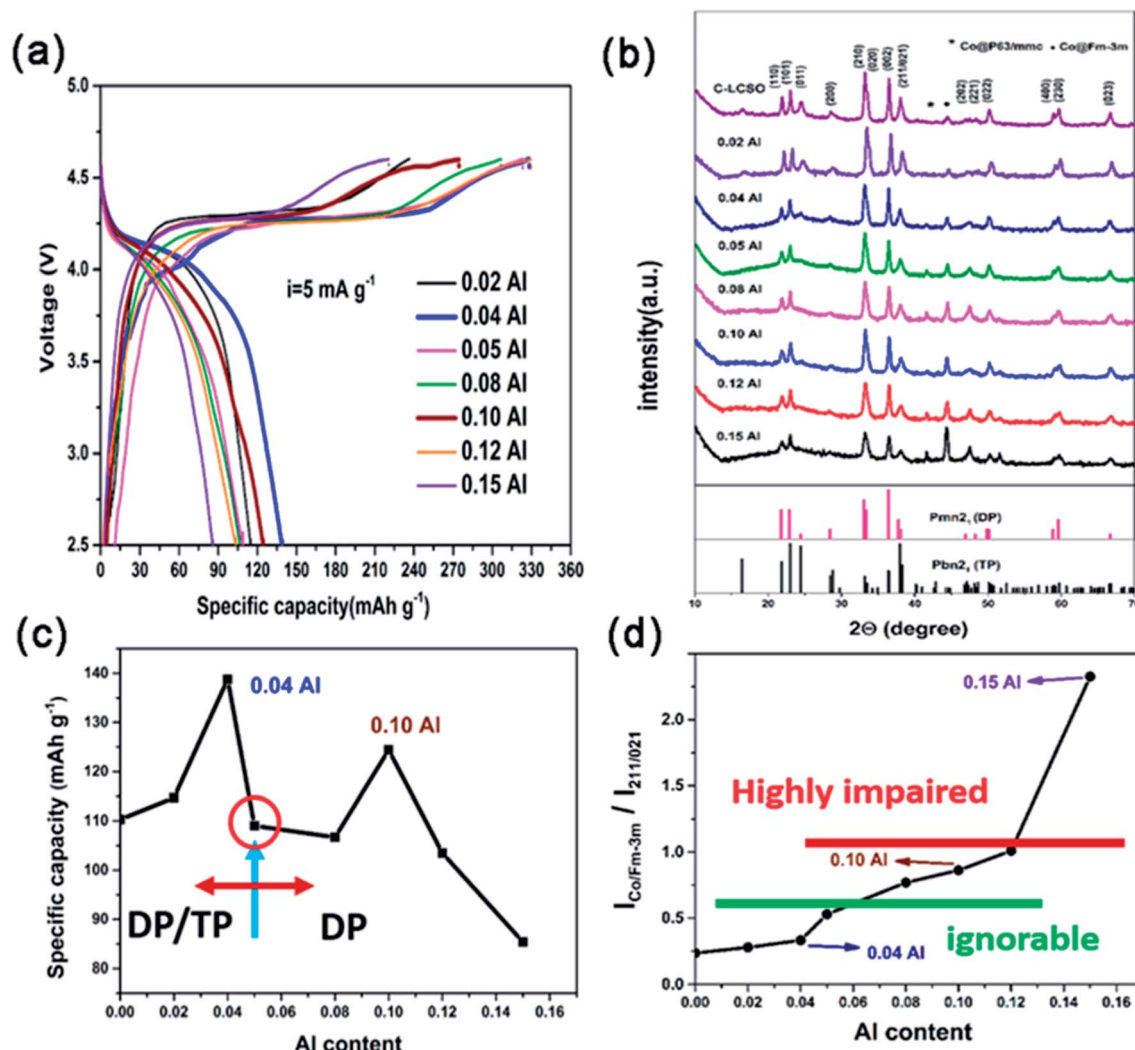 (a)
5.0
4.5
4.0
3.5
3.0
2.5
Voltage (V)
i=5 mA g⁻¹
0.02 Al
0.04 Al
0.05 Al
0.08 Al
0.10 Al
0.12 Al
0.15 Al
0 30 60 90 120 150 180 210 240 270 300 330 360
Specific capacity(mAh g⁻¹)
(b)
* Co@P63/mmc • Co@Fm-3m
(110)
(101)
(011)
(200)
(210)
(020)
(002)
(211/021)
(202)
(221)
(022)
(400)
(230)
(023)
* *
C-LCSO
0.02 Al
0.04 Al
0.05 Al
0.08 Al
0.10 Al
0.12 Al
0.15 Al
intensity(a.u.)
Pmn2₁ (DP)
Pbn2₁ (TP)
10 20 30 40 50 60 70
2Θ (degree)
(c)
140
130
120
110
100
90
80
Specific capacity (mAh g⁻¹)
0.04 Al
0.10 Al
DP/TP
DP
0.00 0.02 0.04 0.06 0.08 0.10 0.12 0.14 0.16
Al content
(d)
2.5
2.0
1.5
1.0
0.5
0.0
I Co/Fm-3m / I 211/021
0.15 Al
Highly impaired
0.10 Al
ignorable
0.04 Al
0.00 0.02 0.04 0.06 0.08 0.10 0.12 0.14 0.16
Al content